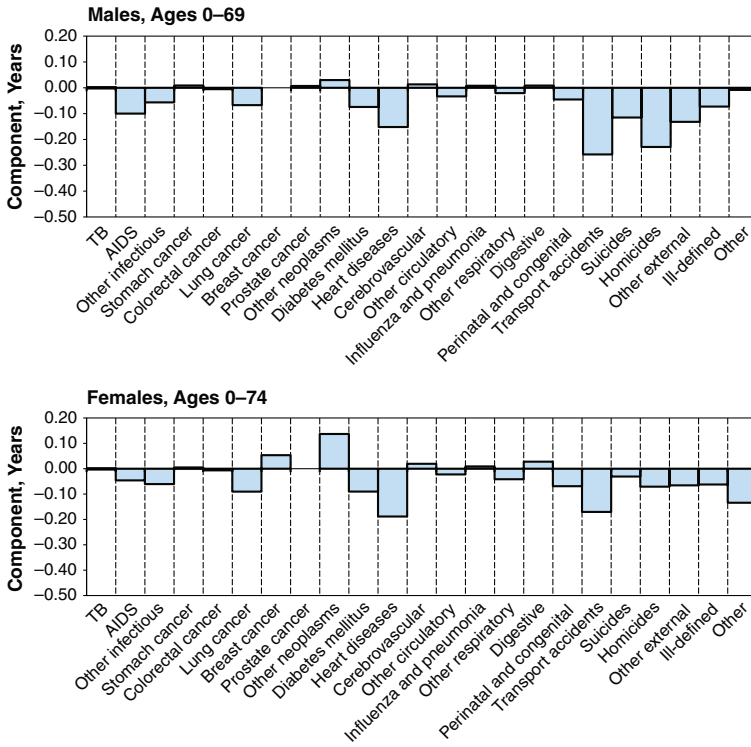 Males, Ages 0–69
Component, Years
0.20
0.10
0.00
–0.10
–0.20
–0.30
–0.40
–0.50
TB
AIDS
Other infectious
Stomach cancer
Colorectal cancer
Lung cancer
Breast cancer
Prostate cancer
Other neoplasms
Diabetes mellitus
Heart diseases
Cerebrovascular
Other circulatory
Influenza and pneumonia
Other respiratory
Digestive
Perinatal and congenital
Transport accidents
Suicides
Homicides
Other external
Ill-defined
Other
Females, Ages 0–74
Component, Years
0.20
0.10
0.00
–0.10
–0.20
–0.30
–0.40
–0.50
TB
AIDS
Other infectious
Stomach cancer
Colorectal cancer
Lung cancer
Breast cancer
Prostate cancer
Other neoplasms
Diabetes mellitus
Heart diseases
Cerebrovascular
Other circulatory
Influenza and pneumonia
Other respiratory
Digestive
Perinatal and congenital
Transport accidents
Suicides
Homicides
Other external
Ill-defined
Other